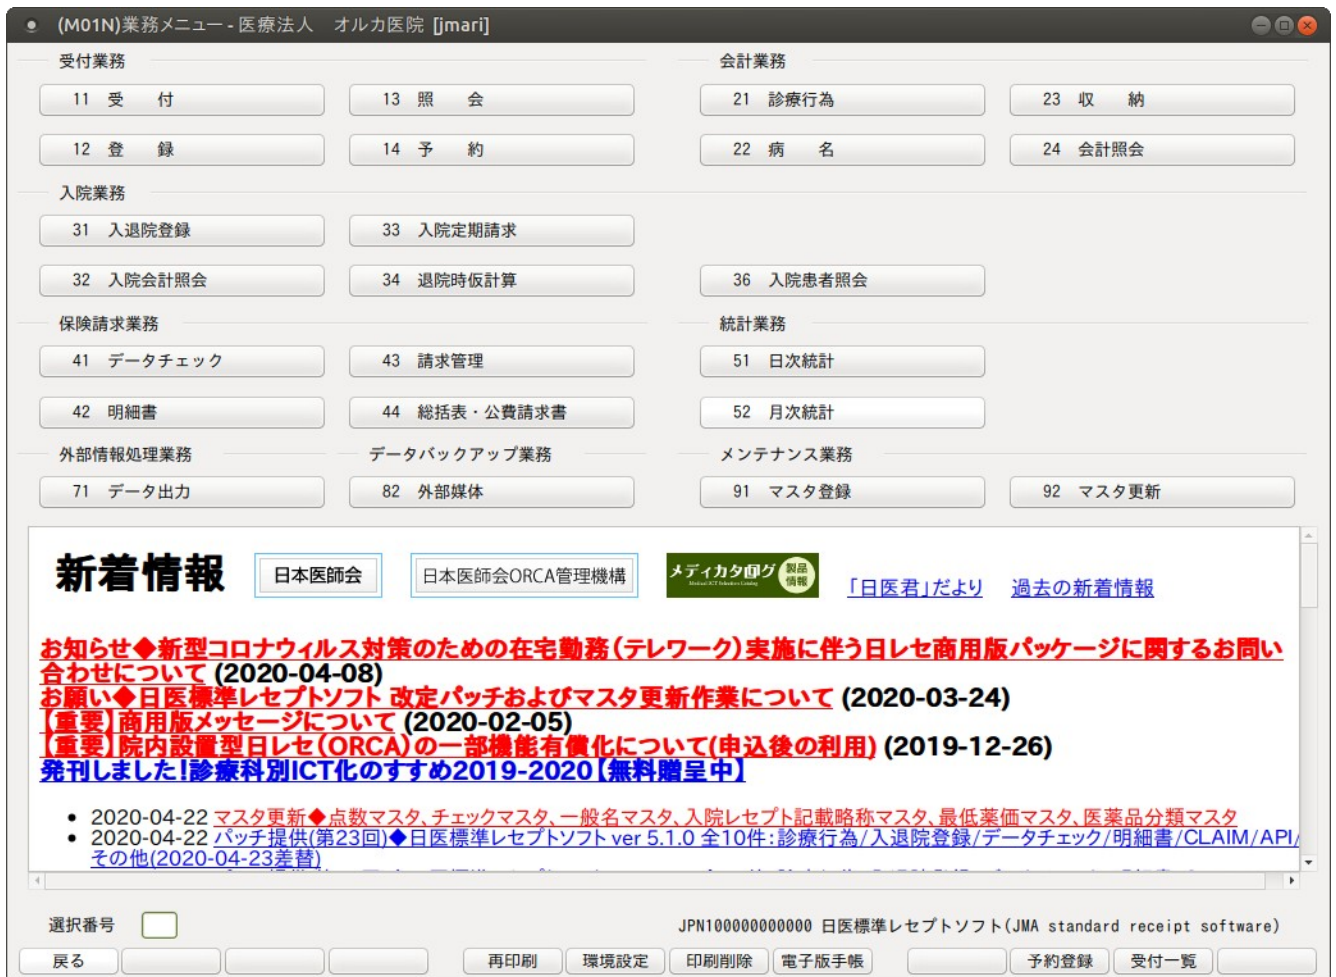 (M01N)業務メニュー - 医療法人　オルカ医院 [jmari]
受付業務
会計業務
11 受　　付
13 照　　会
21 診療行為
23 収　　納
12 登　　録
14 予　　約
22 病　　名
24 会計照会
入院業務
31 入退院登録
33 入院定期請求
32 入院会計照会
34 退院時仮計算
36 入院患者照会
保険請求業務
統計業務
41 データチェック
43 請求管理
51 日次統計
42 明細書
44 総括表・公費請求書
52 月次統計
外部情報処理業務
データバックアップ業務
メンテナンス業務
71 データ出力
82 外部媒体
91 マスタ登録
92 マスタ更新
新着情報
日本医師会
日本医師会ORCA管理機構
メディカタログ
製品
情報
「日医君」だより
過去の新着情報
お知らせ◆新型コロナウィルス対策のための在宅勤務(テレワーク)実施に伴う日レセ商用版パッケージに関するお問い
合わせについて (2020-04-08)
お願い◆日医標準レセプトソフト 改定パッチおよびマスタ更新作業について (2020-03-24)
【重要】商用版メッセージについて (2020-02-05)
【重要】院内設置型日レセ(ORCA)の一部機能有償化について(申込後の利用) (2019-12-26)
発刊しました!診療科別ICT化のすすめ2019-2020【無料贈呈中】
• 2020-04-22 マスタ更新◆点数マスタ、チェックマスタ、一般名マスタ、入院レセプト記載略称マスタ、最低薬価マスタ、医薬品分類マスタ
• 2020-04-22 パッチ提供(第23回)◆日医標準レセプトソフト ver 5.1.0 全10件:診療行為/入退院登録/データチェック/明細書/CLAIM/API/
その他(2020-04-23差替)
選択番号
JPN100000000000 日医標準レセプトソフト(JMA standard receipt software)
戻る
再印刷
環境設定
印刷削除
電子版手帳
予約登録
受付一覧